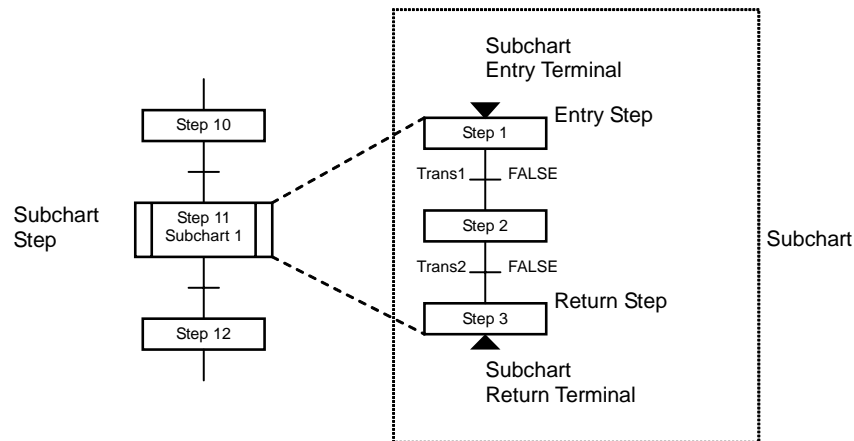 Subchart
Entry Terminal
Step 10
Entry Step
Step 1
Trans1
FALSE
Subchart
Step
Step 11
Subchart 1
Step 2
Subchart
Trans2
FALSE
Return Step
Step 12
Step 3
Subchart
Return Terminal